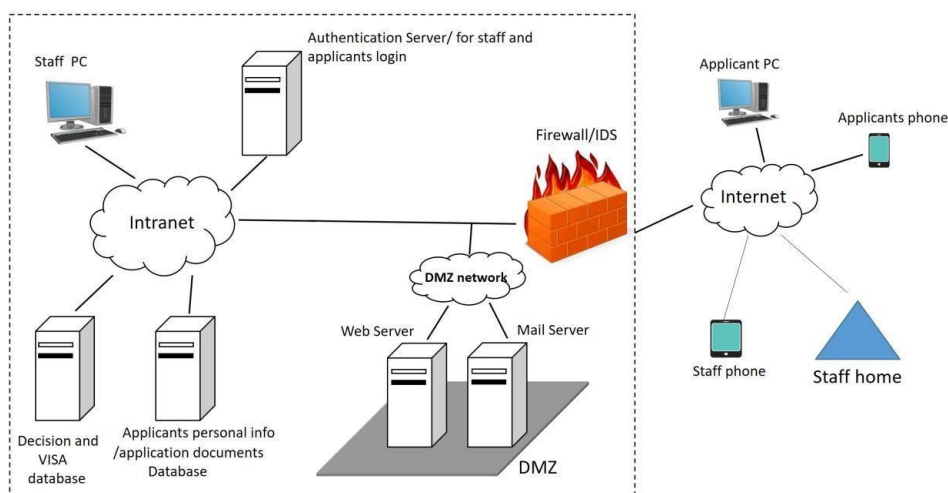 Authentication Server/ for staff and
applicants login
Staff  PC
Applicant PC
Applicants phone
Firewall/IDS
Intranet
Internet
DMZ network
Web Server
Mail Server
Staff phone
Staff home
Decision and
VISA
database
Applicants personal info
/application documents
Database
DMZ